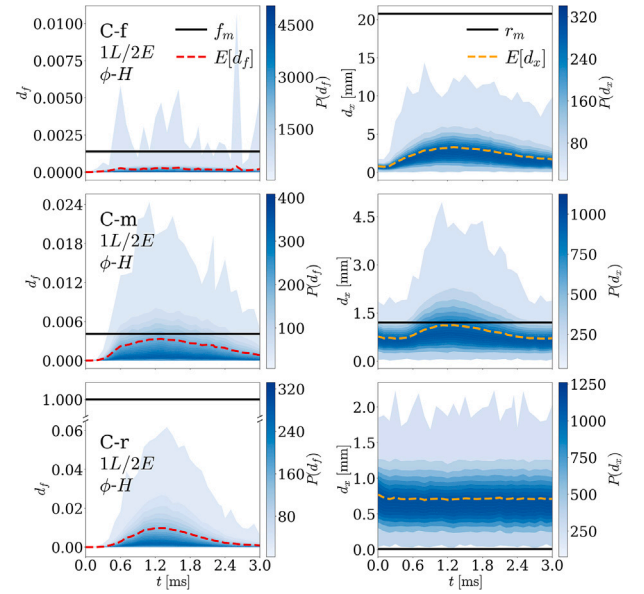 C-f
1L/2E
ϕ-H
f_m
E[d_f]
0.0100
0.0075
0.0050
0.0025
0.0000
d_f
4500
3000
1500
P(d_f)
r_m
E[d_x]
20
15
10
5
0
d_x [mm]
320
240
160
80
P(d_x)
C-m
1L/2E
ϕ-H
0.024
0.018
0.012
0.006
0.000
d_f
400
300
200
100
P(d_f)
4.5
3.0
1.5
0.0
d_x [mm]
1000
750
500
250
P(d_x)
C-r
1L/2E
ϕ-H
1.000
0.06
0.04
0.02
0.00
d_f
0.0 0.6 1.2 1.8 2.4 3.0
t [ms]
320
240
160
80
P(d_f)
2.0
1.5
1.0
0.5
0.0
d_x [mm]
0.0 0.6 1.2 1.8 2.4 3.0
t [ms]
1250
1000
750
500
250
P(d_x)